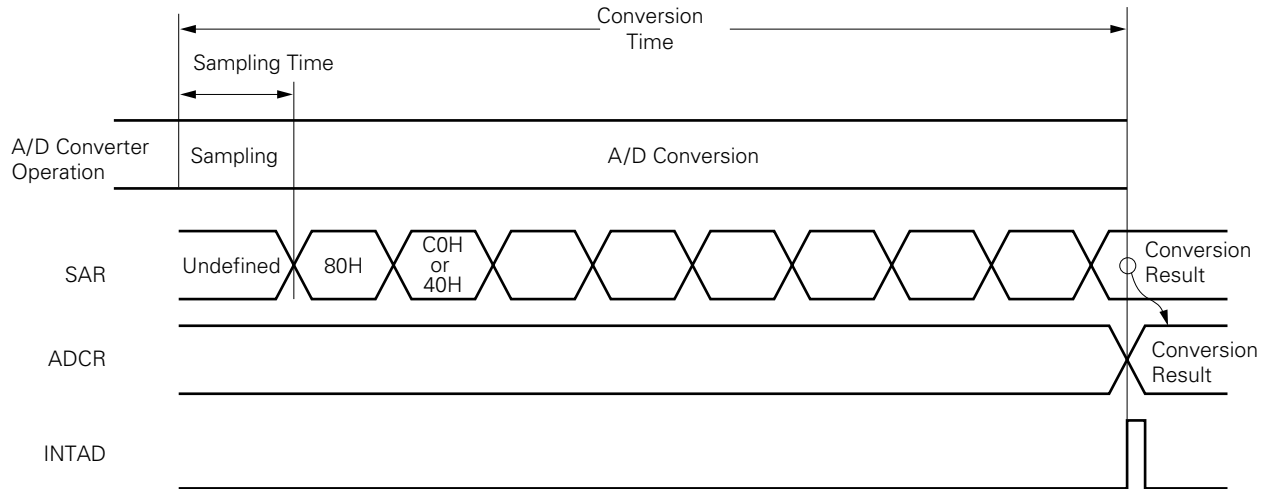 Conversion
Time
Sampling Time
A/D Converter
Operation
Sampling
A/D Conversion
SAR
Undefined
80H
C0H
or
40H
Conversion
Result
ADCR
Conversion
Result
INTAD